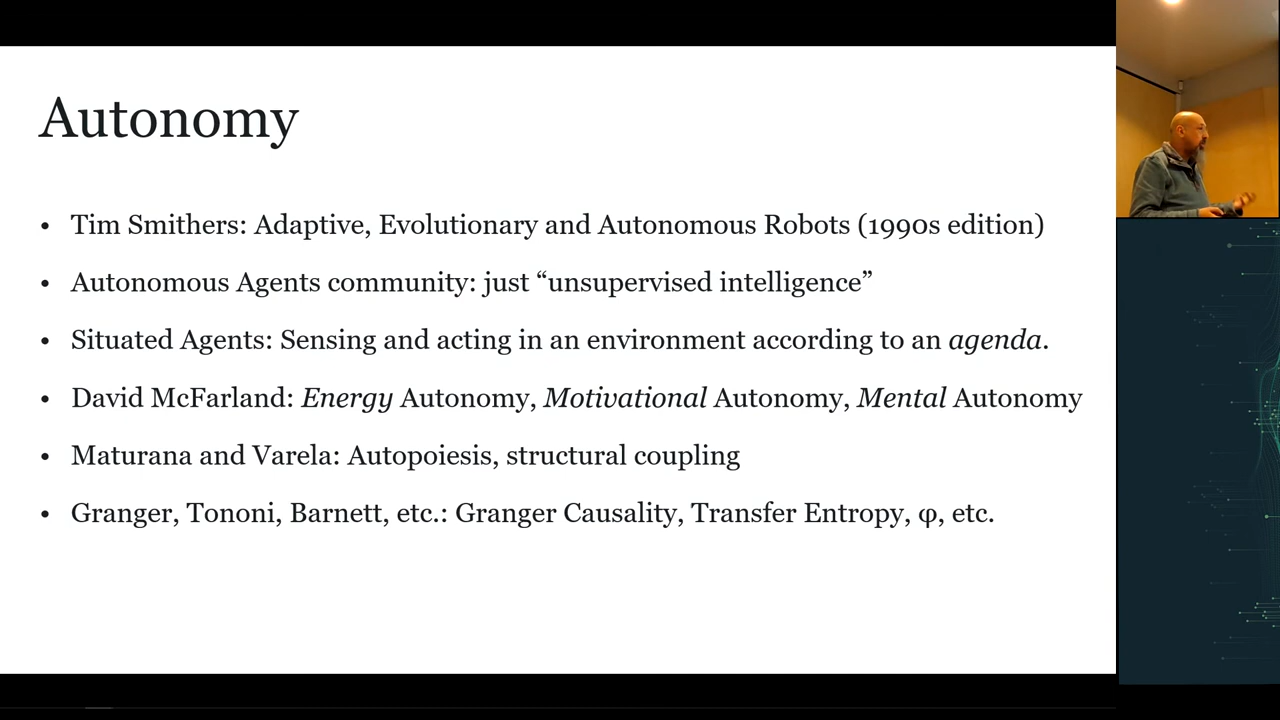 Autonomy
• Tim Smithers: Adaptive, Evolutionary and Autonomous Robots (1990s edition)
• Autonomous Agents community: just “unsupervised intelligence”
• Situated Agents: Sensing and acting in an environment according to an agenda.
• David McFarland: Energy Autonomy, Motivational Autonomy, Mental Autonomy
• Maturana and Varela: Autopoiesis, structural coupling
• Granger, Tononi, Barnett, etc.: Granger Causality, Transfer Entropy, φ, etc.